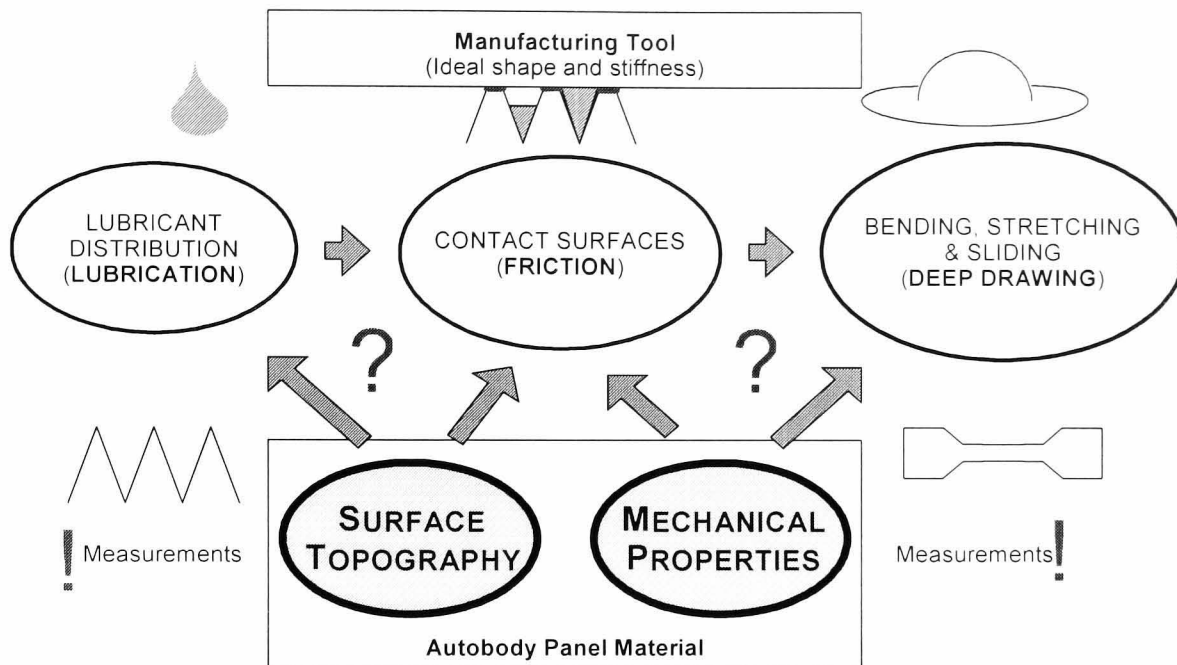 Manufacturing Tool
(Ideal shape and stiffness)
LUBRICANT
DISTRIBUTION
(LUBRICATION)
CONTACT SURFACES
(FRICTION)
BENDING, STRETCHING
& SLIDING
(DEEP DRAWING)
?
?
SURFACE
TOPOGRAPHY
MECHANICAL
PROPERTIES
! Measurements
Measurements!
Autobody Panel Material